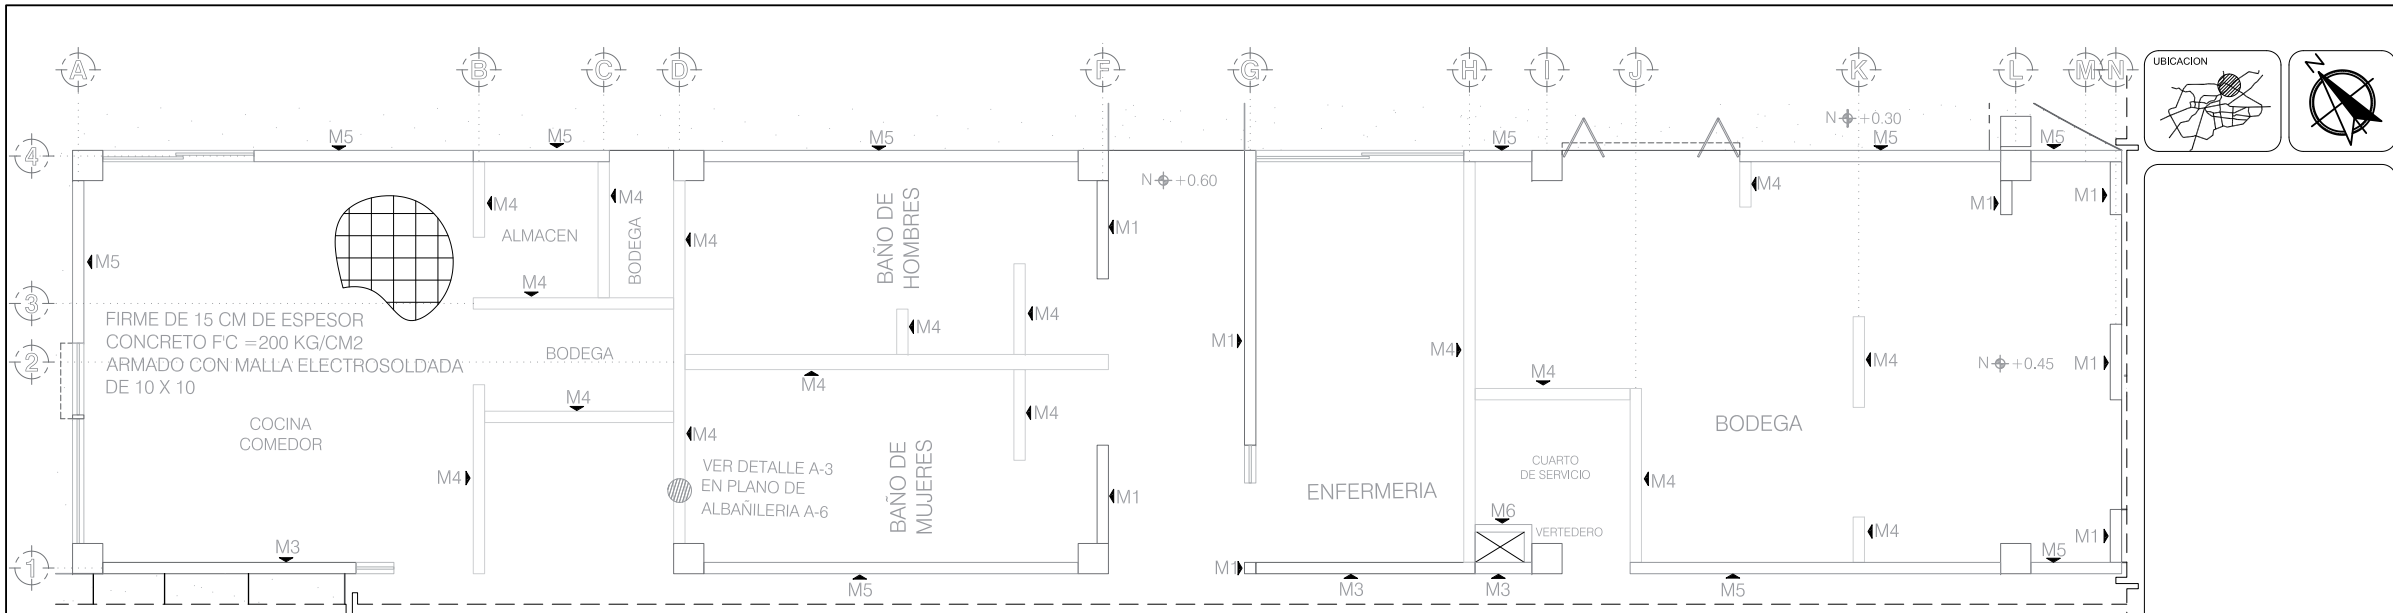 A B C D F G H I J K L M N
UBICACION
N
4
3
2
1
M5
M5
M5
M5
M5
M5
N +0.30
N +0.60
N +0.45
M4
M4
M4
M4
M1
M1
M1
M5
ALMACEN
BODEGA
M4
BAÑO DE
HOMBRES
M4
M4
M1
M4
M4
M1
FIRME DE 15 CM DE ESPESOR
CONCRETO F'C =200 KG/CM2
ARMADO CON MALLA ELECTROSOLDADA
DE 10 X 10
BODEGA
M4
M4
M4
M4
COCINA
COMEDOR
M4
M4
BAÑO DE
MUJERES
VER DETALLE A-3
EN PLANO DE
ALBAÑILERIA A-6
M1
ENFERMERIA
CUARTO
DE SERVICIO
M4
BODEGA
M6
VERTEDERO
M4
M1
M3
M5
M1
M3
M3
M5
M5